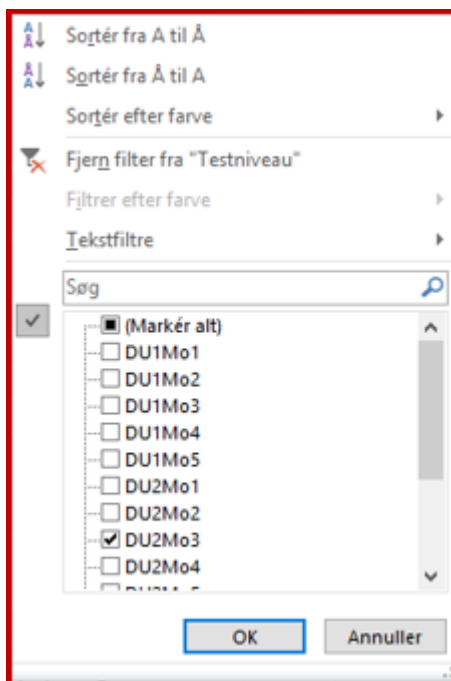 Sortér fra A til Å
Sortér fra Å til A
Sortér efter farve
Fjern filter fra "Testniveau"
Filtrer efter farve
Tekstfiltre
Søg
(Markér alt)
DU1Mo1
DU1Mo2
DU1Mo3
DU1Mo4
DU1Mo5
DU2Mo1
DU2Mo2
DU2Mo3
DU2Mo4
OK Annuller